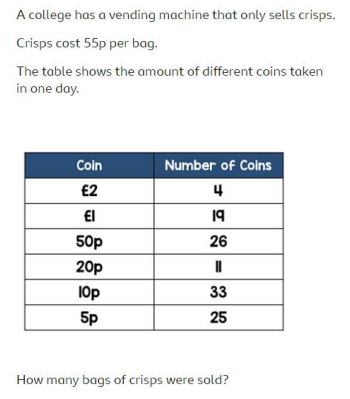 A college has a vending machine that only sells crisps.
Crisps cost 55p per bag.
The table shows the amount of different coins taken
in one day.
Coin Number of Coins
£2 4
£1 19
50p 26
20p 11
10p 33
5p 25
How many bags of crisps were sold?